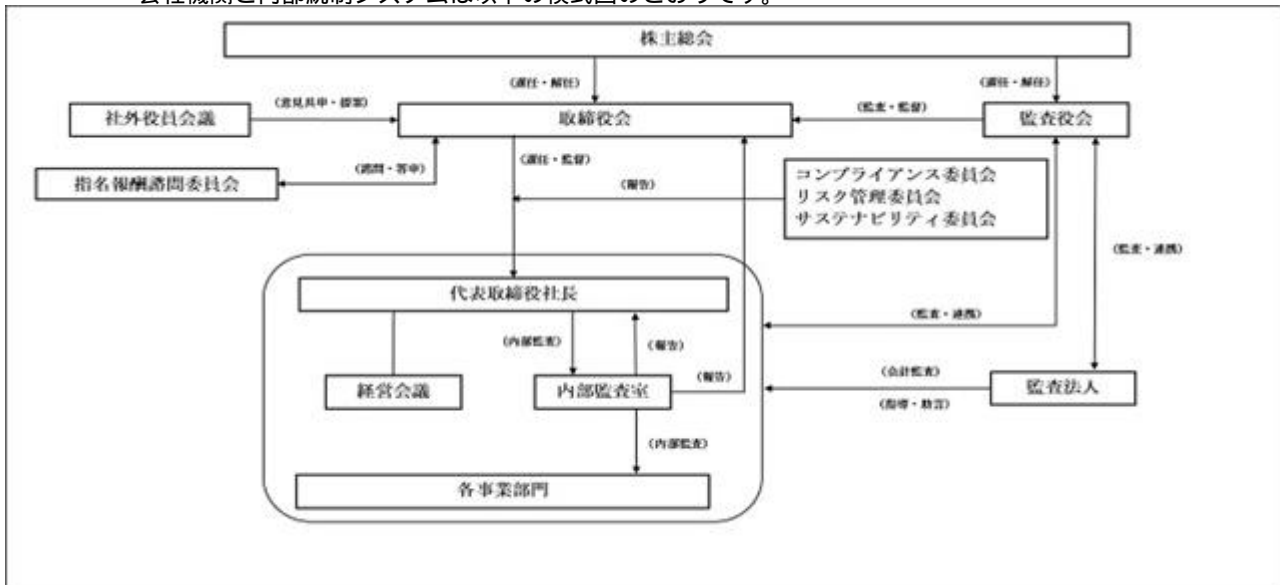 会社機関と内部統制システムは以下の模式図のとおりです。
株主総会
(選任・解任)
(選任・解任)
社外役員会議
(意見具申・提案)
取締役会
(監査・監督)
監査役会
指名報酬諮問委員会
(諮問・答申)
(選任・監督)
(報告)
コンプライアンス委員会
リスク管理委員会
サステナビリティ委員会
(監査・連携)
代表取締役社長
(監査・連携)
(内部監査)
(報告)
(報告)
経営会議
内部監査室
(会計監査)
(指導・助言)
監査法人
(内部監査)
各事業部門